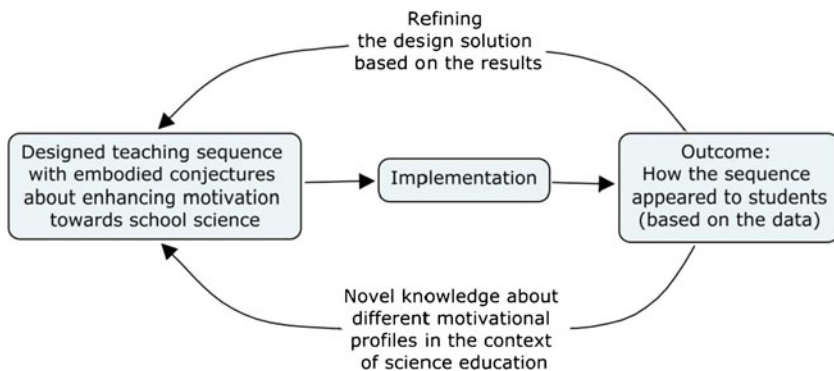 Refining
the design solution
based on the results
Designed teaching sequence
with embodied conjectures
about enhancing motivation
towards school science
Implementation
Outcome:
How the sequence
appeared to students
(based on the data)
Novel knowledge about
different motivational
profiles in the context
of science education